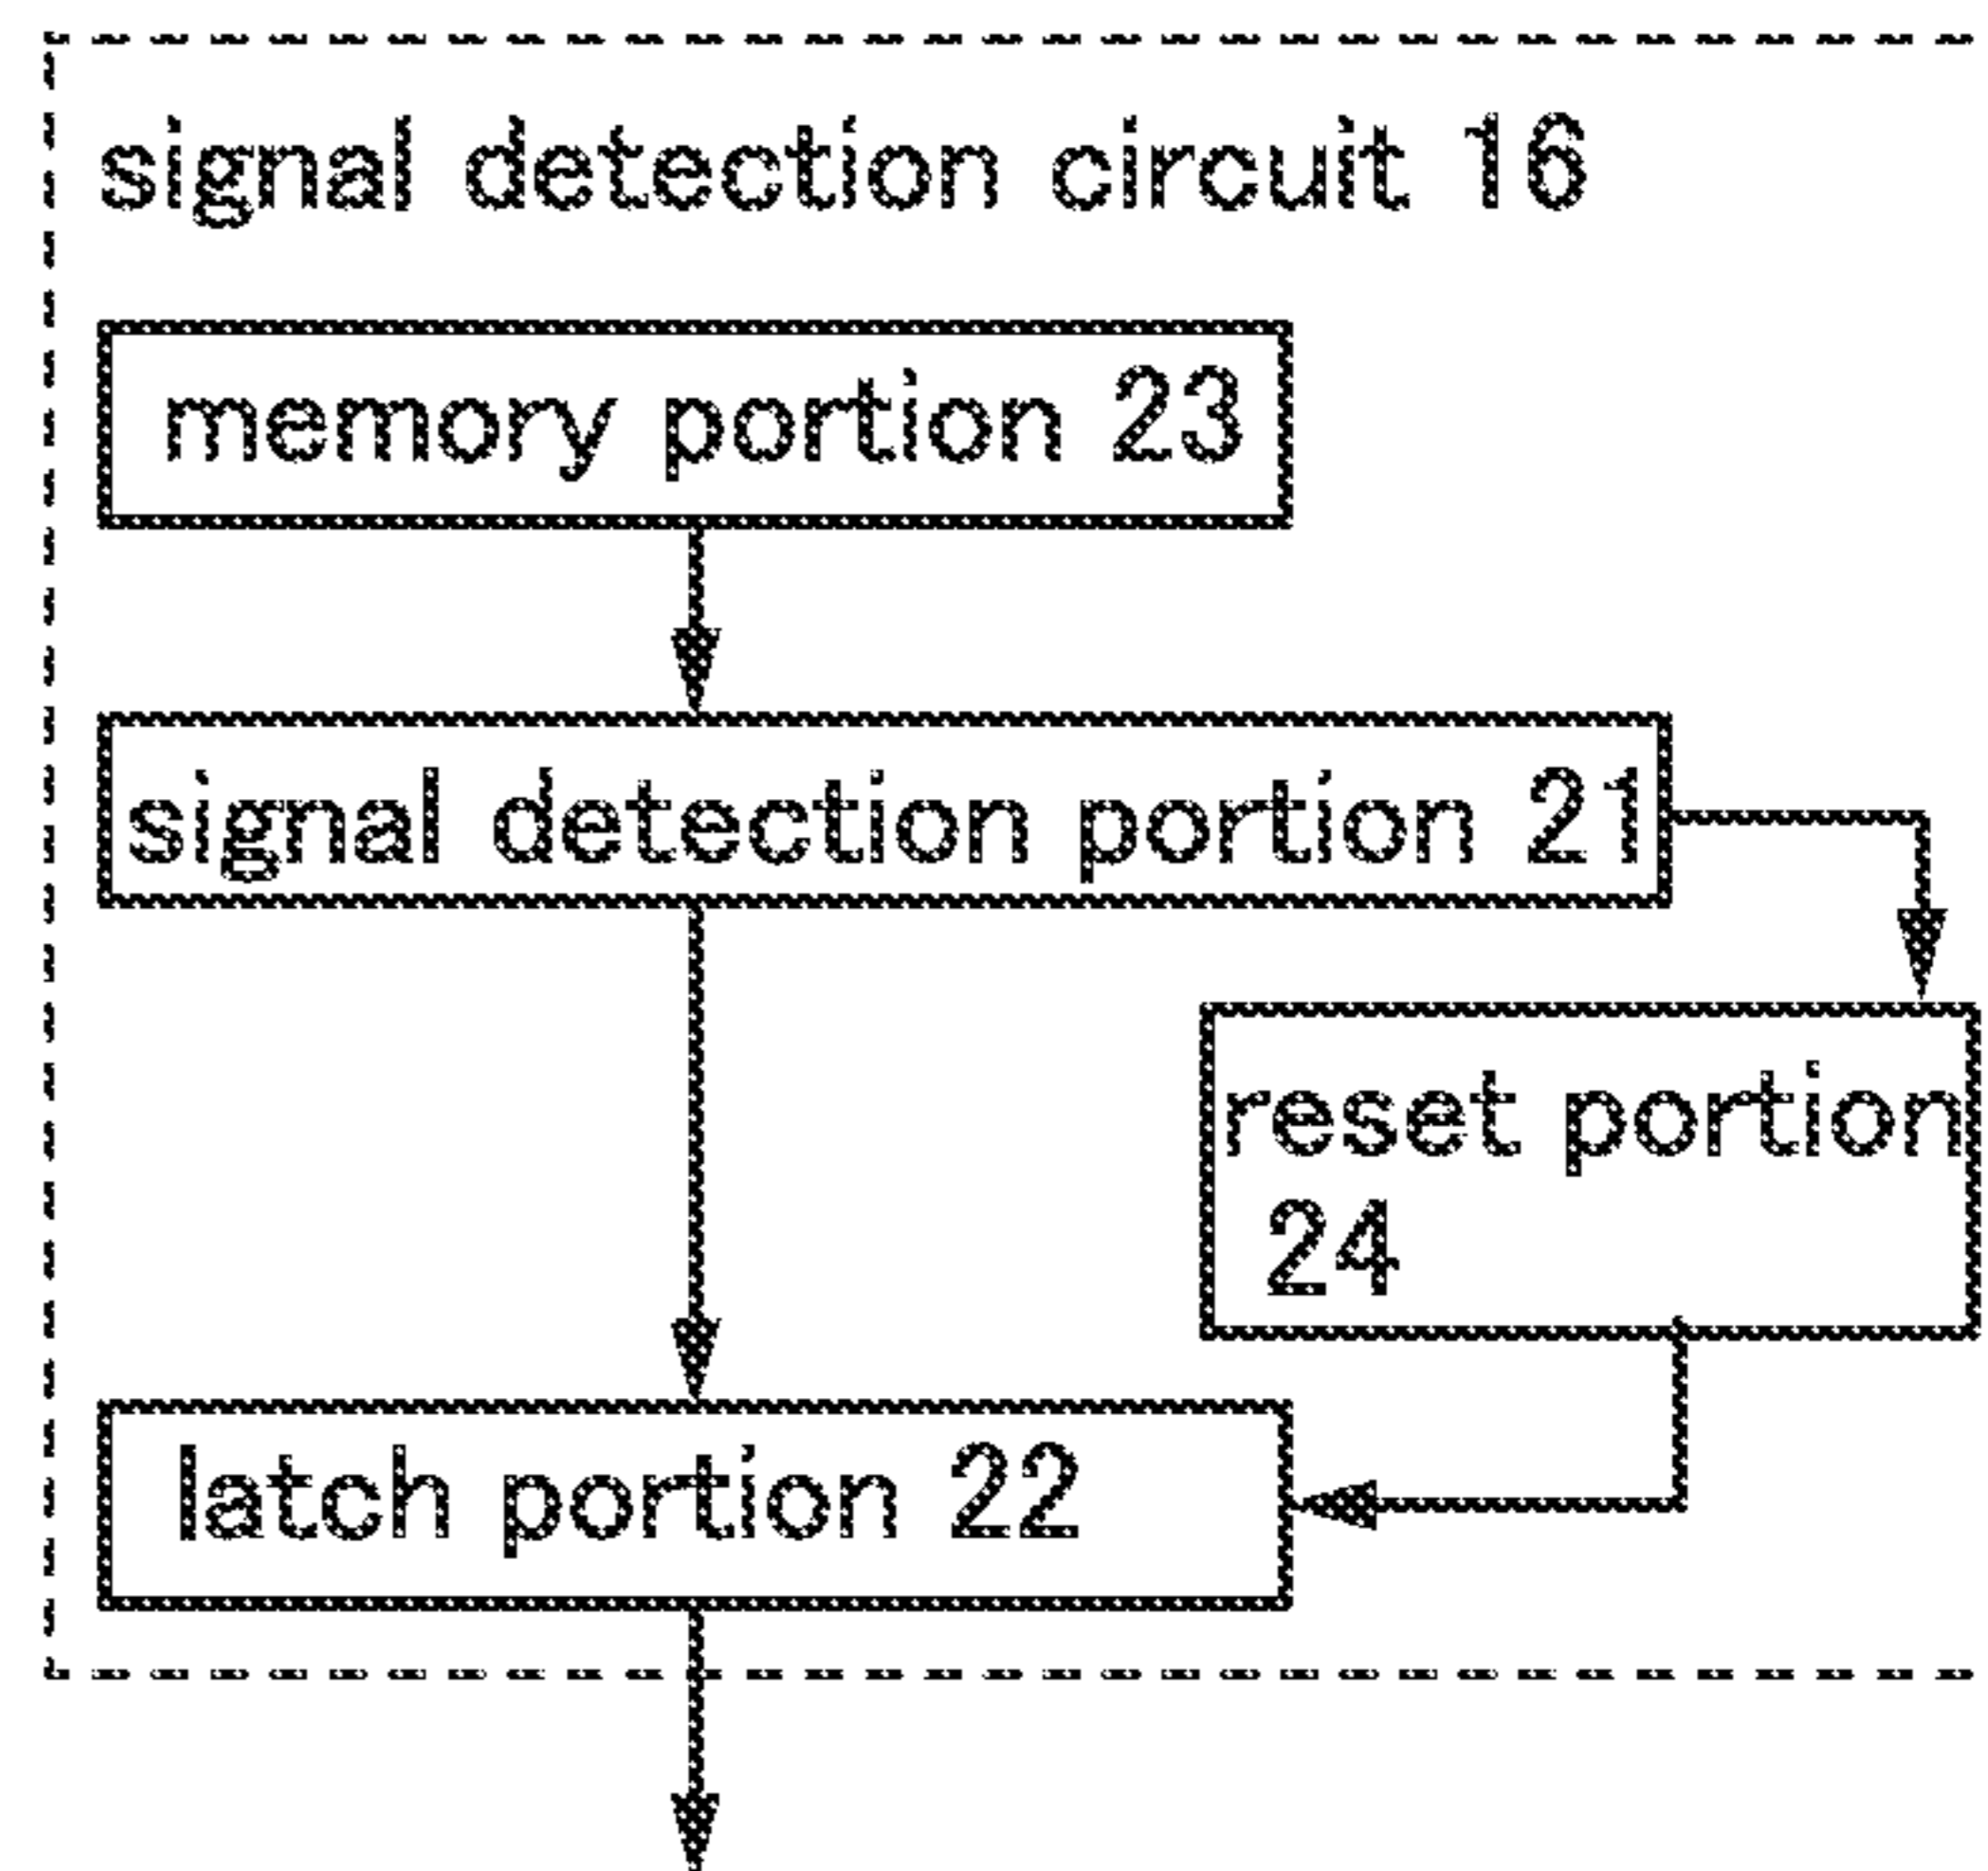 signal detection circuit 16
memory portion 23
signal detection portion 21
reset portion
24
latch portion 22